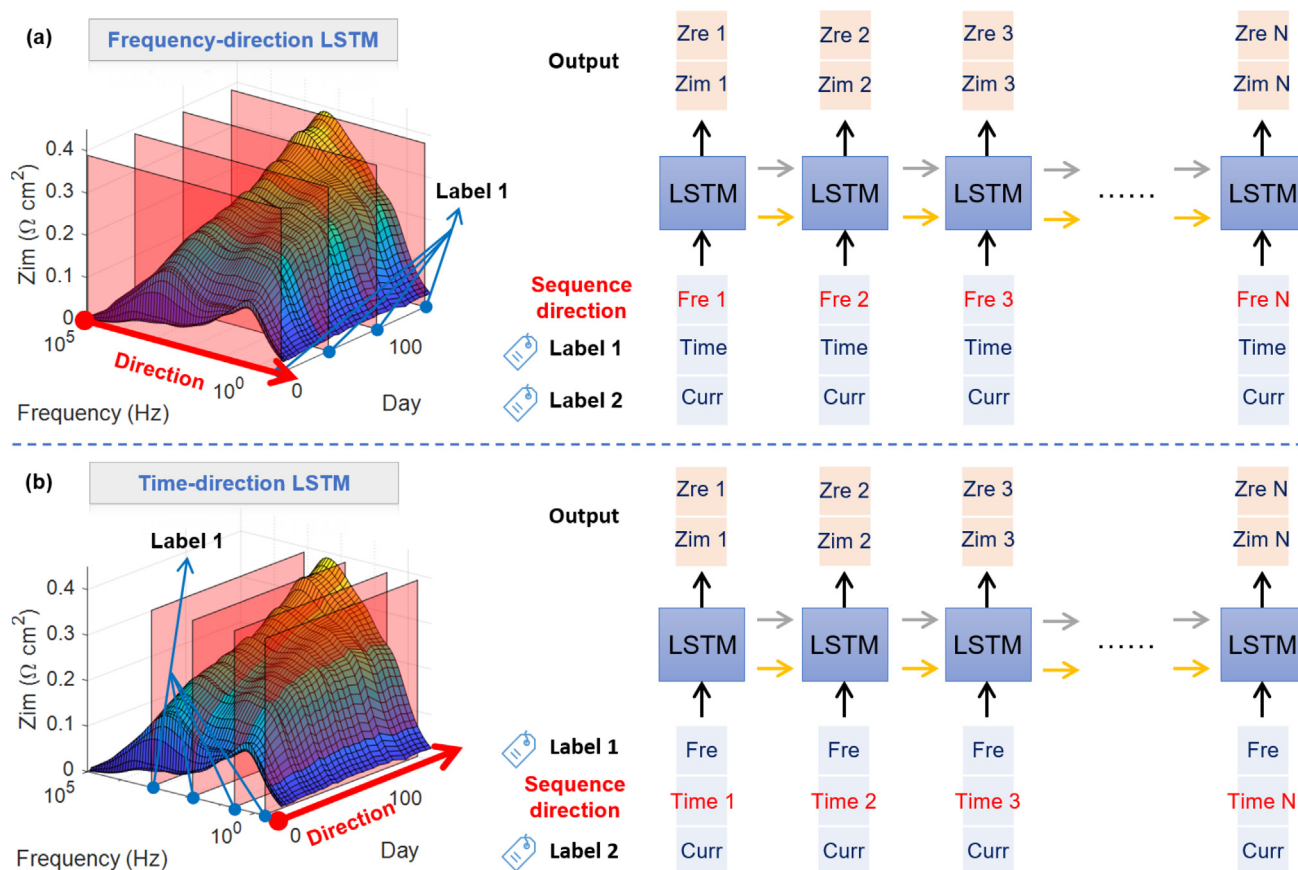 (a)
Frequency-direction LSTM
Zim (Ω cm²)
0.4
0.3
0.2
0.1
0
10⁵
10⁰
0
100
Frequency (Hz)
Day
Direction
Label 1
Output
Zre 1 Zre 2 Zre 3 Zre N
Zim 1 Zim 2 Zim 3 Zim N
LSTM LSTM LSTM ...... LSTM
Sequence
direction
Fre 1 Fre 2 Fre 3 Fre N
Label 1 Time Time Time Time
Label 2 Curr Curr Curr Curr
(b)
Time-direction LSTM
Label 1
Zim (Ω cm²)
0.4
0.3
0.2
0.1
0
10⁵
10⁰
0
100
Frequency (Hz)
Day
Direction
Output
Zre 1 Zre 2 Zre 3 Zre N
Zim 1 Zim 2 Zim 3 Zim N
LSTM LSTM LSTM ...... LSTM
Label 1 Fre Fre Fre Fre
Sequence
direction
Time 1 Time 2 Time 3 Time N
Label 2 Curr Curr Curr Curr